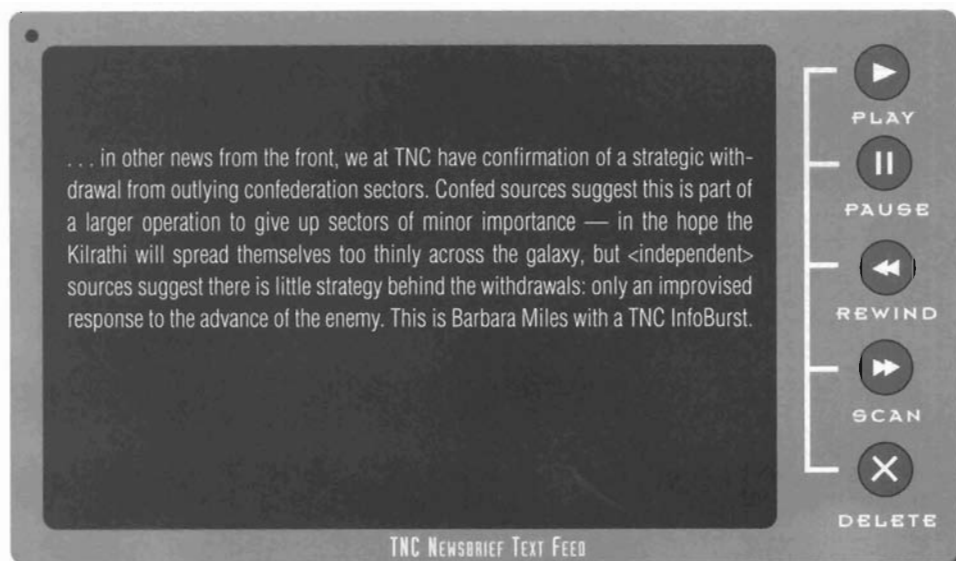 . . . in other news from the front, we at TNC have confirmation of a strategic with-
drawal from outlying confederation sectors. Confed sources suggest this is part of
a larger operation to give up sectors of minor importance — in the hope the
Kilrathi will spread themselves too thinly across the galaxy, but <independent>
sources suggest there is little strategy behind the withdrawals: only an improvised
response to the advance of the enemy. This is Barbara Miles with a TNC InfoBurst.
PLAY
PAUSE
REWIND
SCAN
DELETE
TNC NEWSBRIEF TEXT FEED